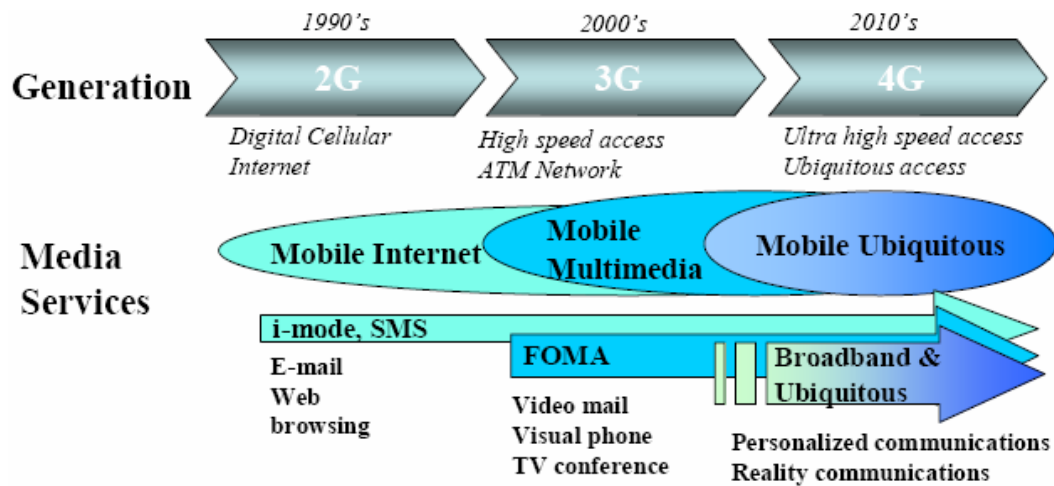 1990's
2000's
2010's
Generation
2G
3G
4G
Digital Cellular
Internet
High speed access
ATM Network
Ultra high speed access
Ubiquitous access
Media
Services
Mobile Internet
Mobile
Multimedia
Mobile Ubiquitous
i-mode, SMS
E-mail
Web
browsing
FOMA
Video mail
Visual phone
TV conference
Broadband &
Ubiquitous
Personalized communications
Reality communications